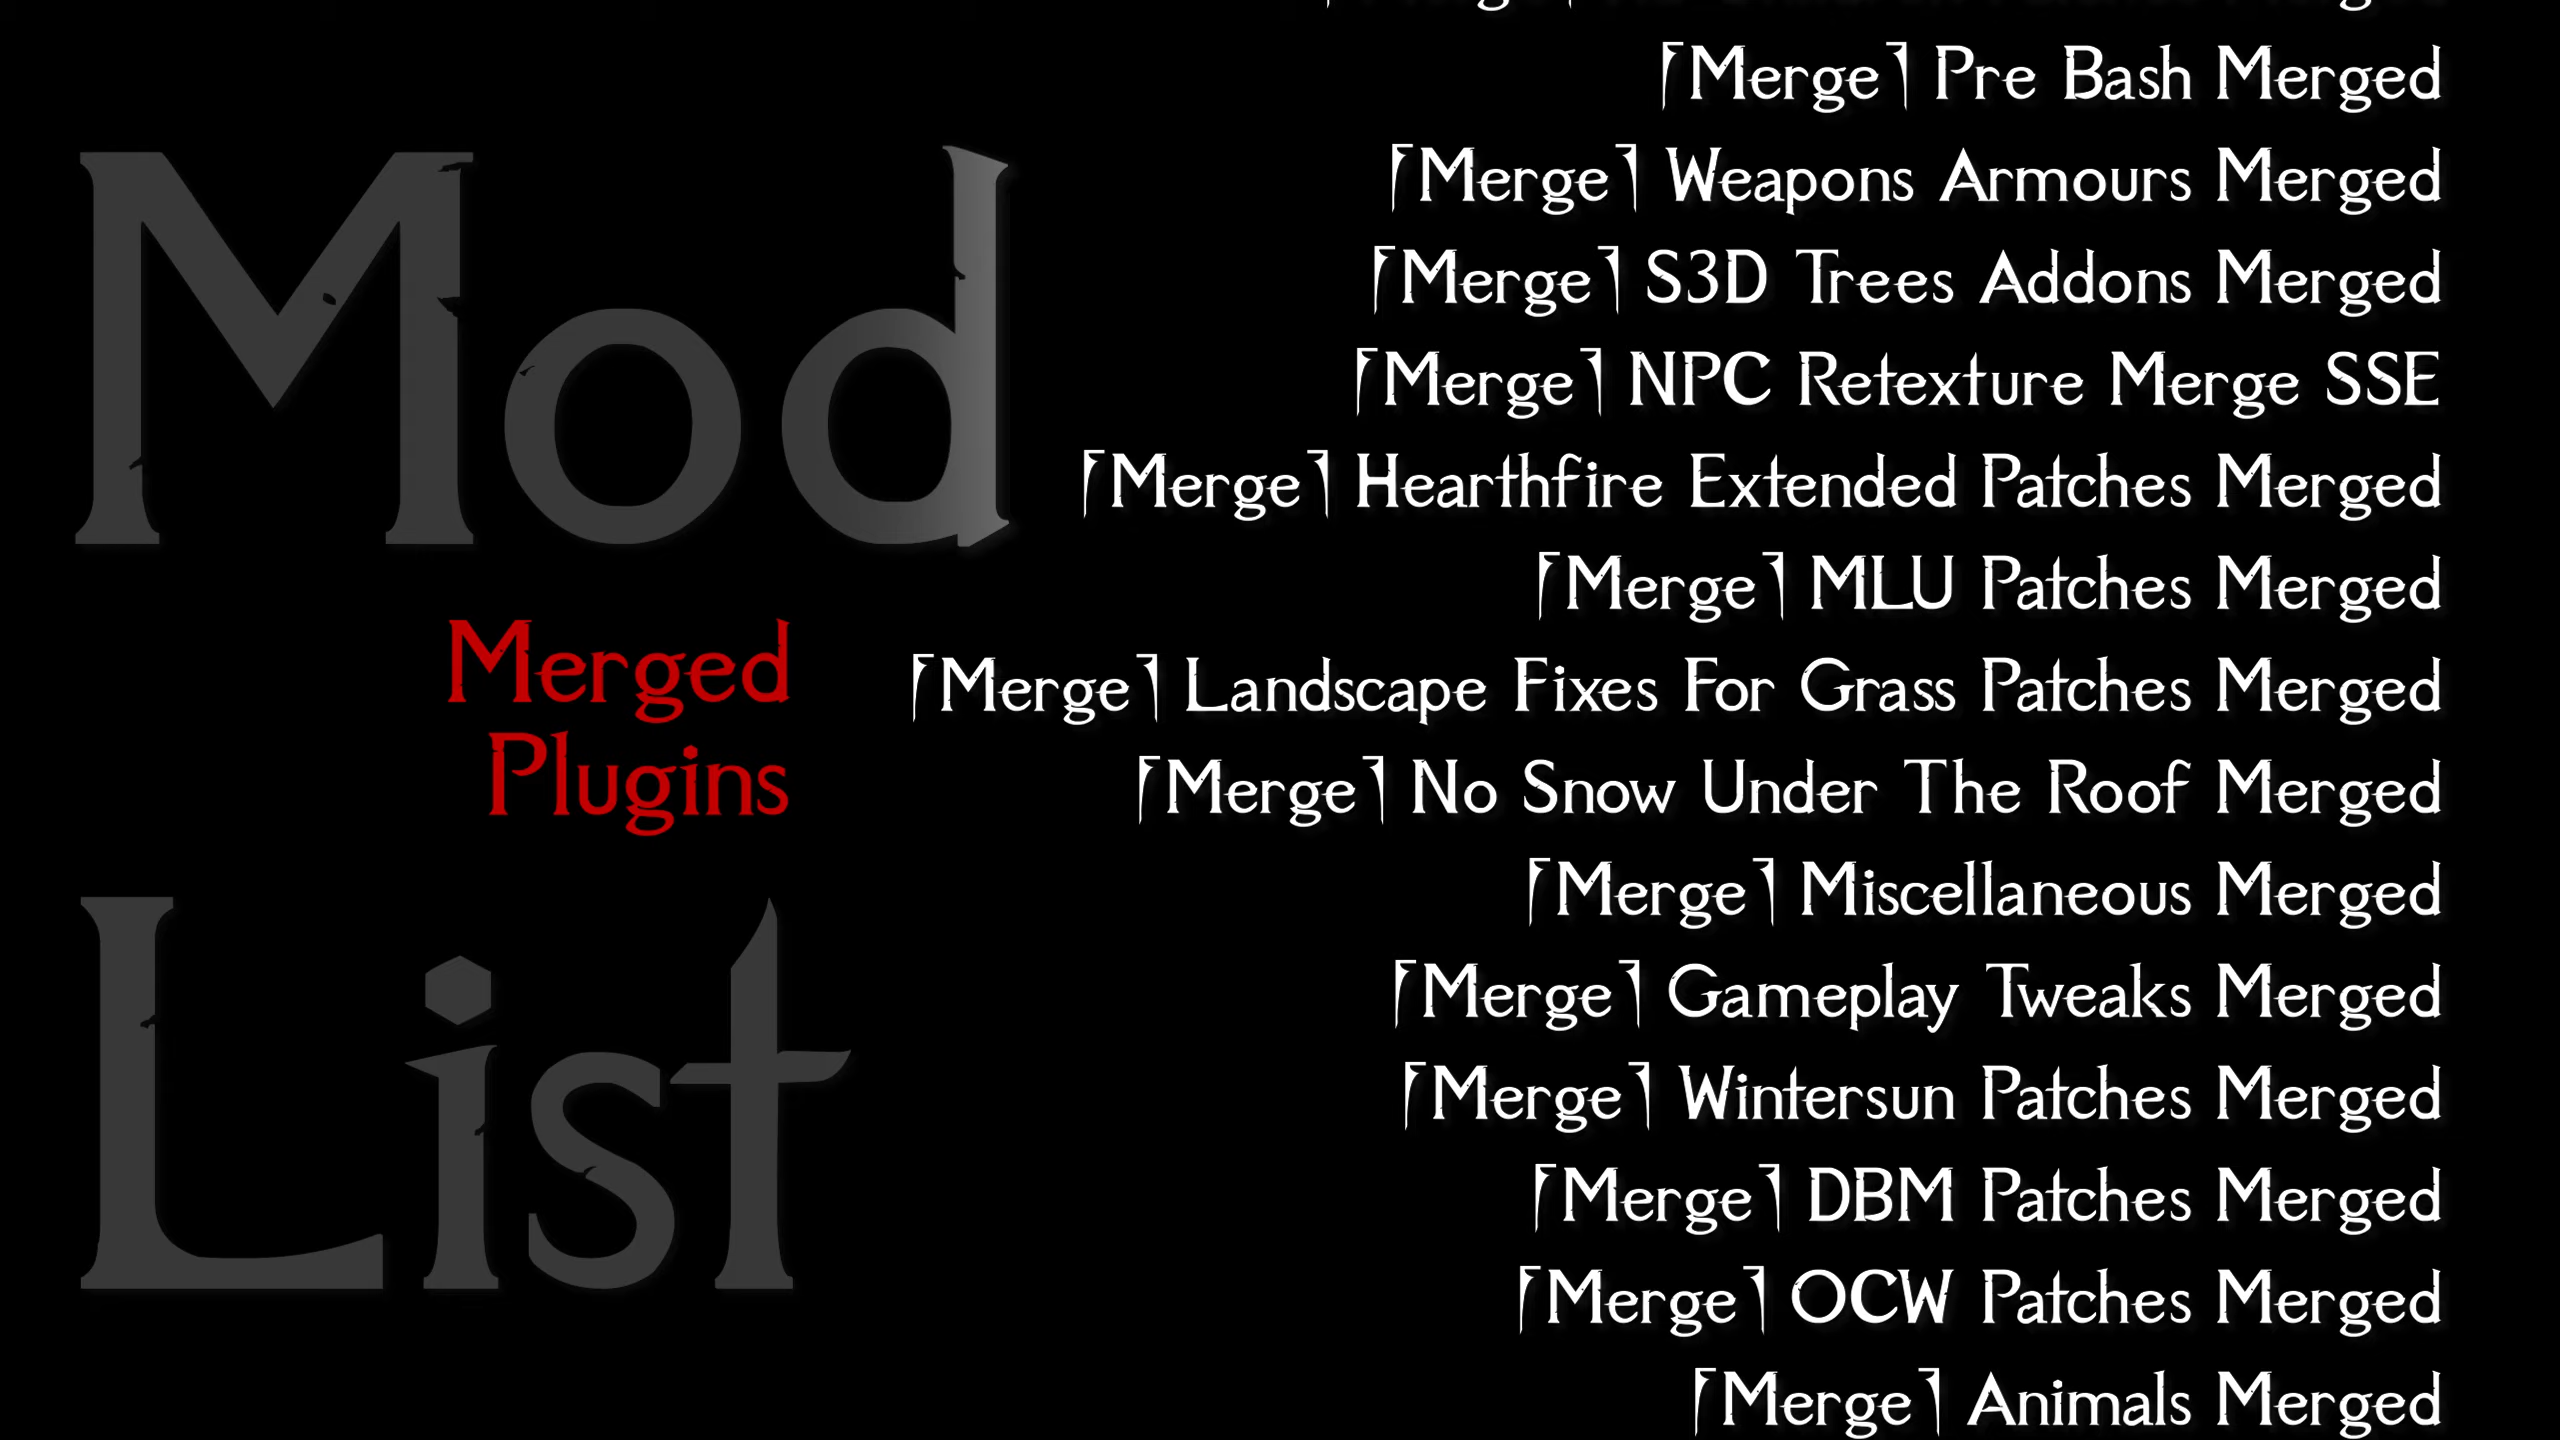 Mod
Merged
Plugins
List
[Merge] Pre Bash Merged
[Merge] Weapons Armours Merged
[Merge] S3D Trees Addons Merged
[Merge] NPC Retexture Merge SSE
[Merge] Hearthfire Extended Patches Merged
[Merge] MLU Patches Merged
[Merge] Landscape Fixes For Grass Patches Merged
[Merge] No Snow Under The Roof Merged
[Merge] Miscellaneous Merged
[Merge] Gameplay Tweaks Merged
[Merge] Wintersun Patches Merged
[Merge] DBM Patches Merged
[Merge] OCW Patches Merged
[Merge] Animals Merged